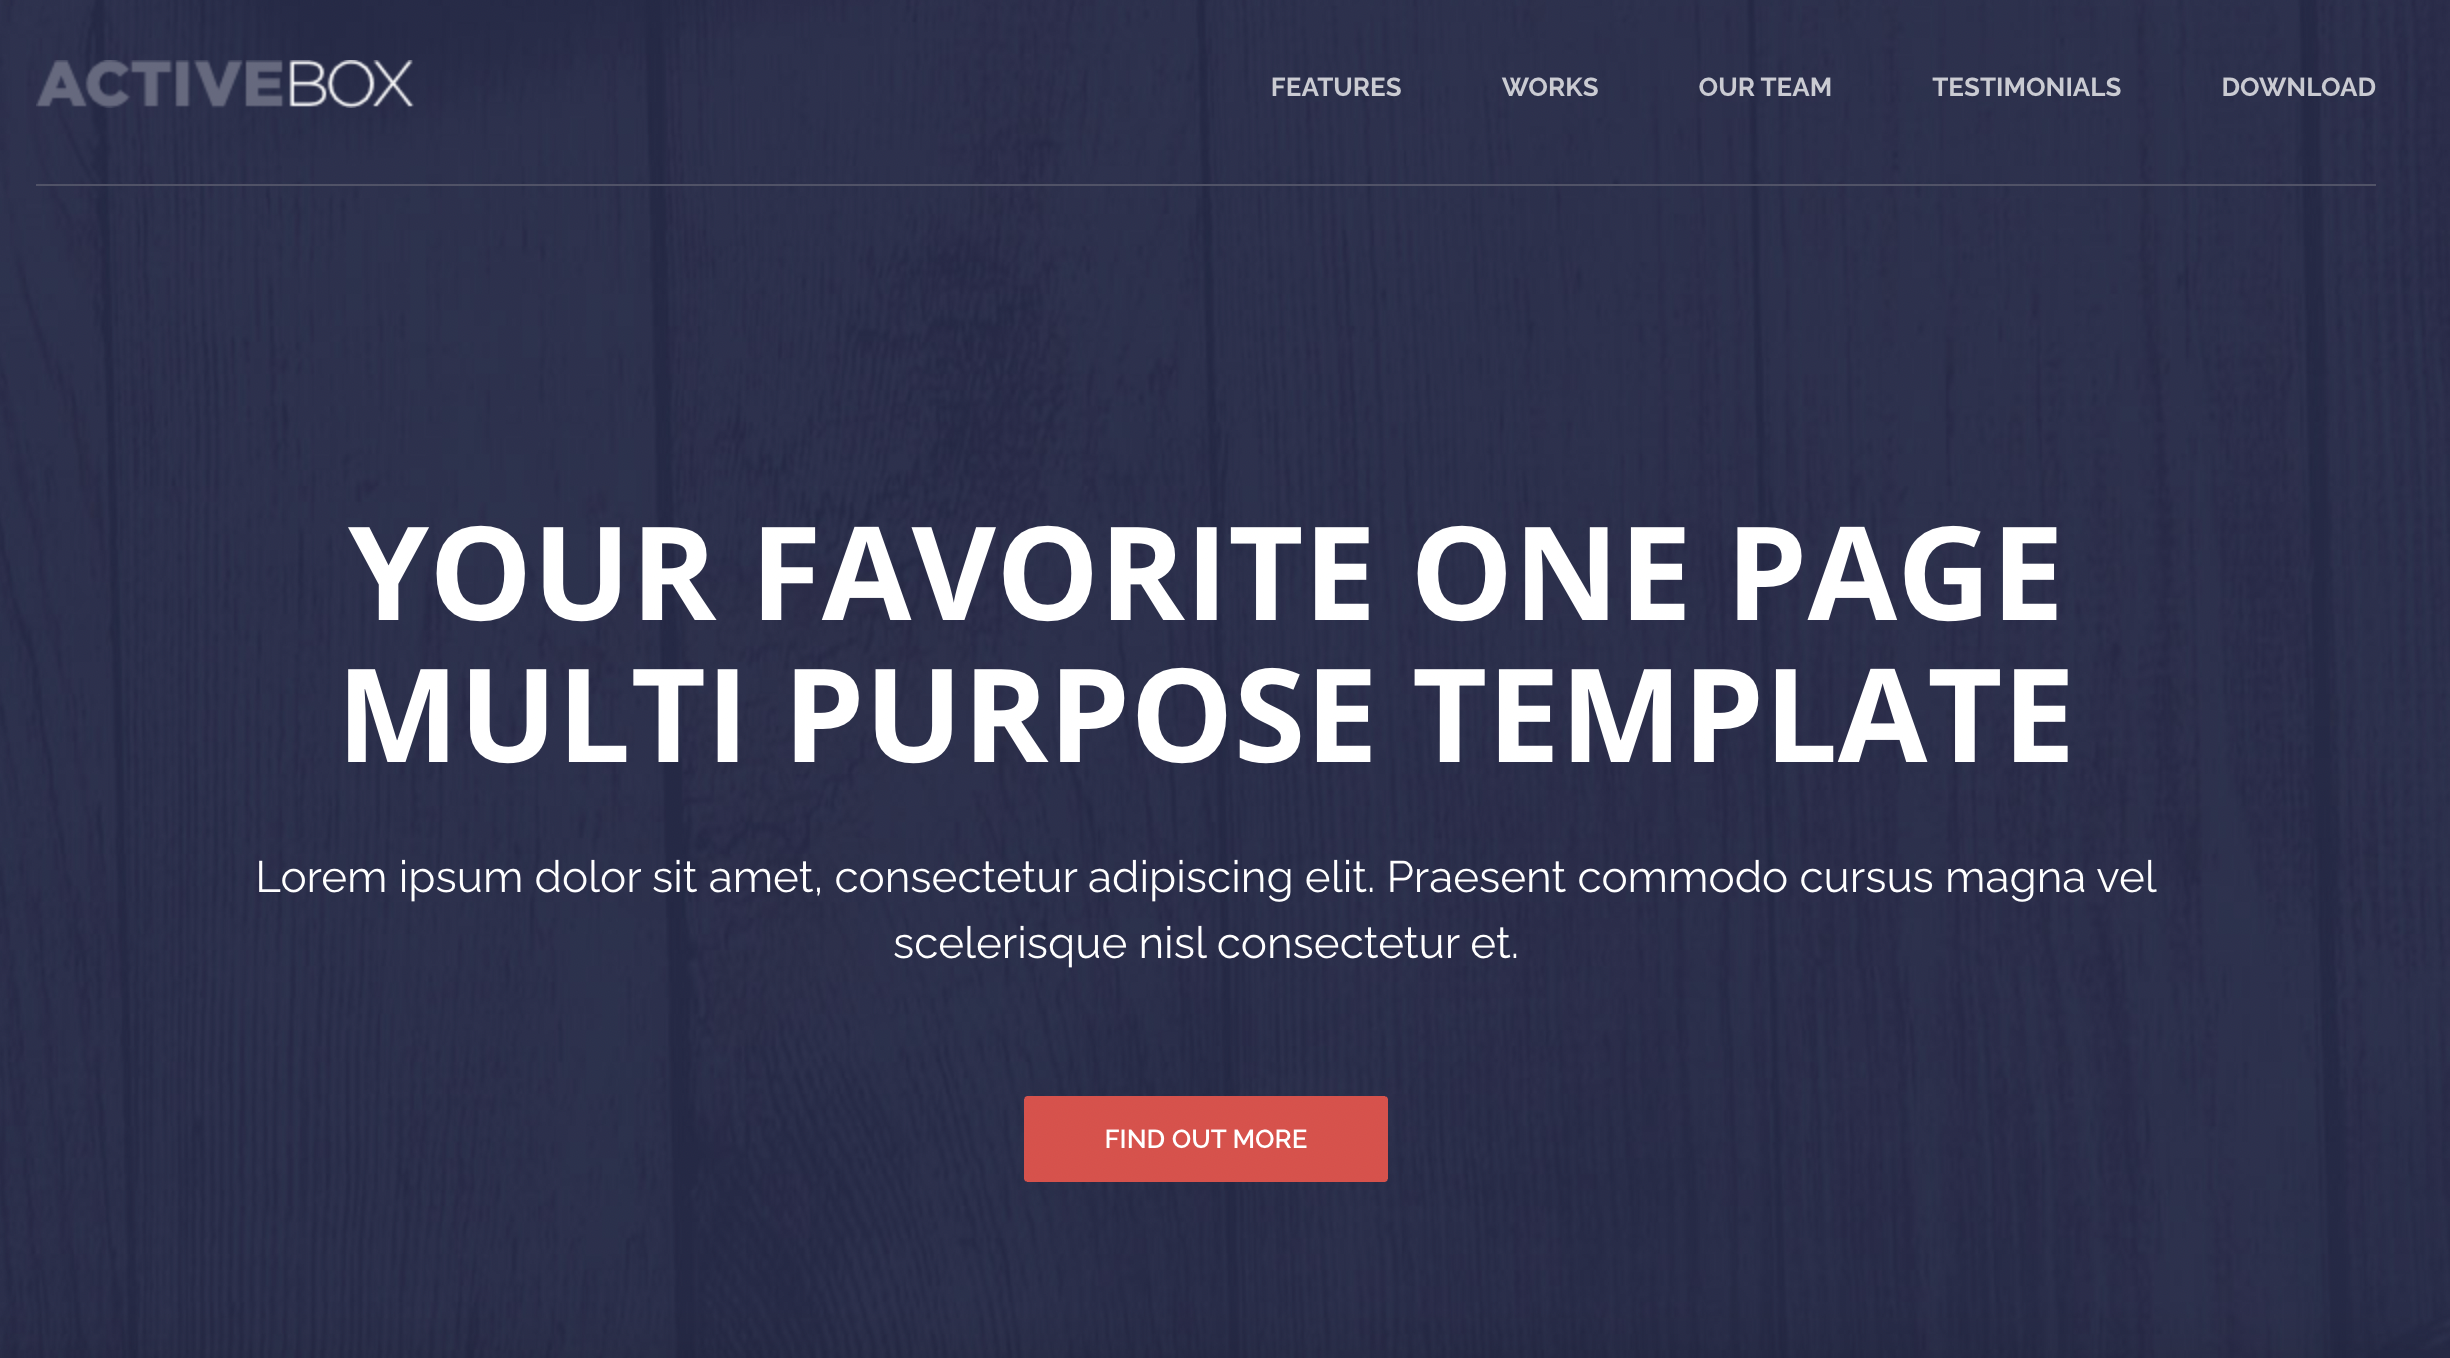 ACTIVEBOX
FEATURES
WORKS
OUR TEAM
TESTIMONIALS
DOWNLOAD
YOUR FAVORITE ONE PAGE
MULTI PURPOSE TEMPLATE
Lorem ipsum dolor sit amet, consectetur adipiscing elit. Praesent commodo cursus magna vel
scelerisque nisl consectetur et.
FIND OUT MORE